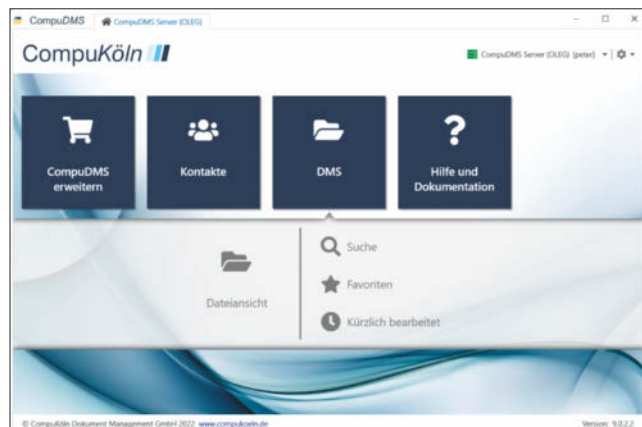 CompuDMS CompuDMS Server (OLEG)
CompuKöln
CompuDMS Server (OLEG) [peter]
CompuDMS
erweitern
Kontakte
DMS
Hilfe und
Dokumentation
Dateiansicht
Suche
Favoriten
Kürzlich bearbeitet
© CompuKöln Dokument Management GmbH 2022 www.compukoeln.de
Version: 9.0.2.2